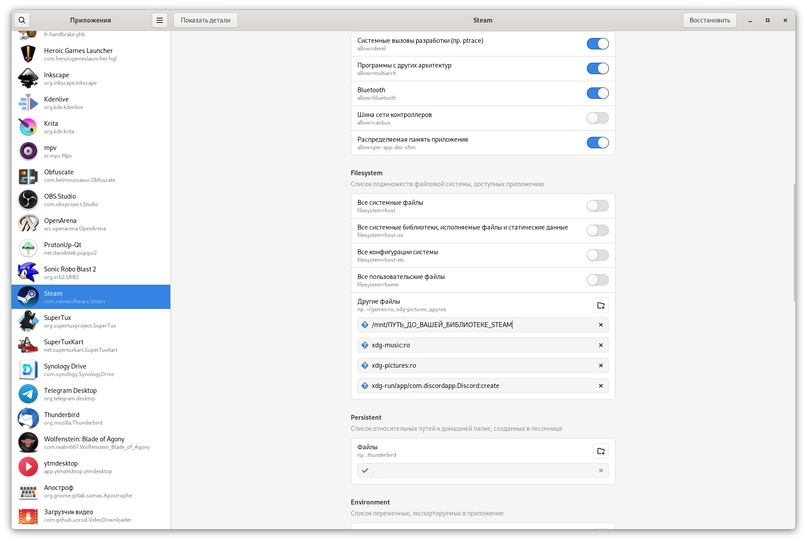 Приложения
Показать детали
Steam
Восстановить
fr.handbrake.ghb
Heroic Games Launcher
com.heroicgameslauncher.hgl
Inkscape
org.inkscape.Inkscape
Kdenlive
org.kde.kdenlive
Krita
org.kde.krita
mpv
io.mpv.Mpv
Obfuscate
com.belmoussaoui.Obfuscate
OBS Studio
com.obsproject.Studio
OpenArena
ws.openarena.OpenArena
ProtonUp-Qt
net.davidotek.pupgui2
Sonic Robo Blast 2
org.srb2.SRB2
Steam
com.valvesoftware.Steam
SuperTux
org.supertuxproject.SuperTux
SuperTuxKart
net.supertuxkart.SuperTuxKart
Synology Drive
com.synology.SynologyDrive
Telegram Desktop
org.telegram.desktop
Thunderbird
org.mozilla.Thunderbird
Wolfenstein: Blade of Agony
com.realm667.Wolfenstein_Blade_of_Agony
ytmdesktop
app.ytmdesktop.ytmdesktop
Апостроф
org.gnome.gitlab.somas.Apostrophe
Загрузчик видео
com.github.unrud.VideoDownloader
Системные вызовы разработки (пр. ptrace)
allow=devel
Программы с других архитектур
allow=multiarch
Bluetooth
allow=bluetooth
Шина сети контроллеров
allow=canbus
Распределяемая память приложения
allow=per-app-dev-shm
Filesystem
Список подмножеств файловой системы, доступных приложению
Все системные файлы
filesystem=host
Все системные библиотеки, исполняемые файлы и статические данные
filesystem=host-os
Все конфигурации системы
filesystem=host-etc
Все пользовательские файлы
filesystem=home
Другие файлы
пр. ~/games:ro, xdg-pictures, другое
/mnt/ПУТЬ_ДО_ВАШЕЙ_БИБЛИОТЕКЕ_STEAM
xdg-music:ro
xdg-pictures:ro
xdg-run/app/com.discordapp.Discord:create
Persistent
Список относительных путей к домашней папке, созданных в песочнице
Файлы
пр. .thunderbird
.
Environment
Список переменных, экспортируемых в приложение